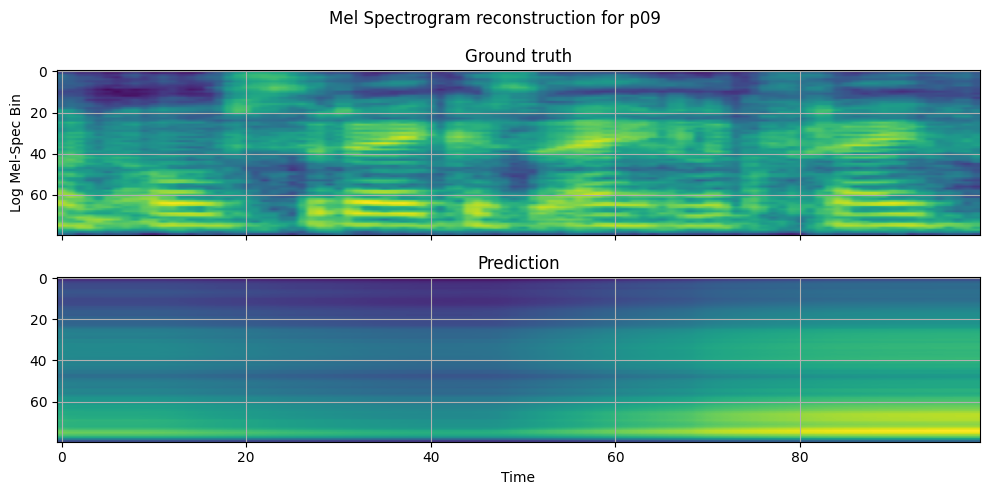 Mel Spectrogram reconstruction for p09
Ground truth
0
20
40
60
Log Mel-Spec Bin
Prediction
0
20
40
60
0 20 40 60 80
Time